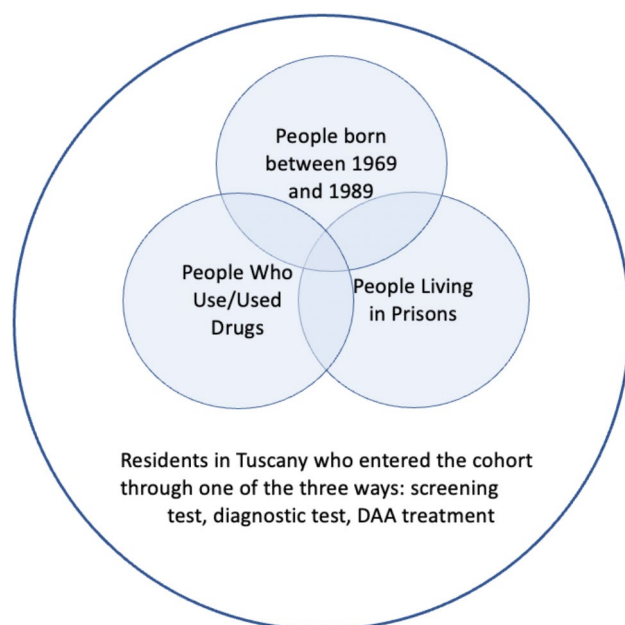 People born
between 1969
and 1989
People Who
Use/Used
Drugs
People Living
in Prisons
Residents in Tuscany who entered the cohort
through one of the three ways: screening
test, diagnostic test, DAA treatment